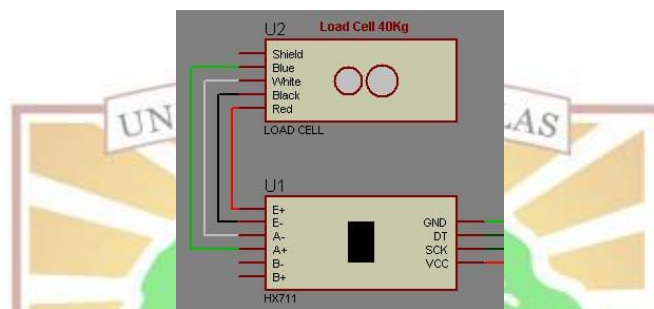 U2 Load Cell 40Kg
Shield
Blue
White
Black
Red
LOAD CELL
UN
LAS
U1
E+
E-
A-
A+
B-
B+
GND
DT
SCK
VCC
HX711